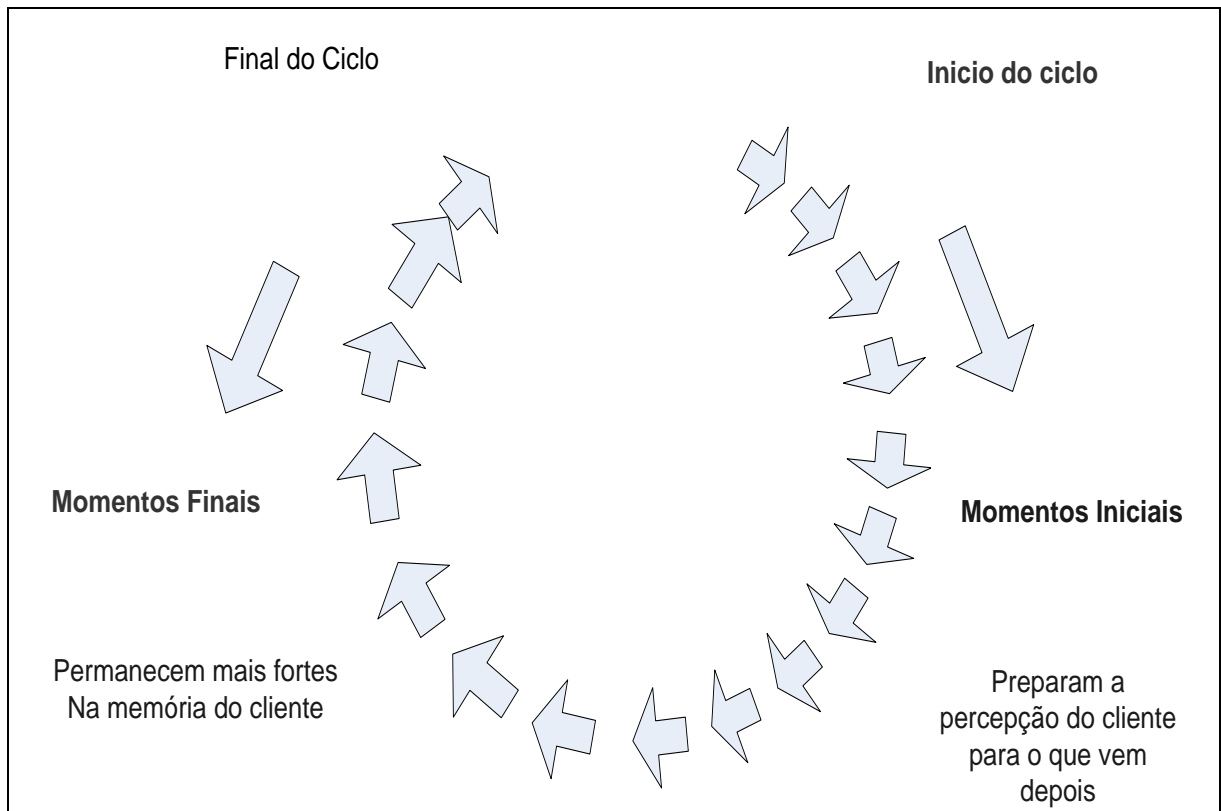 Final do Ciclo
Inicio do ciclo
Momentos Finais
Momentos Iniciais
Permanecem mais fortes
Na memória do cliente
Preparam a
percepção do cliente
para o que vem
depois